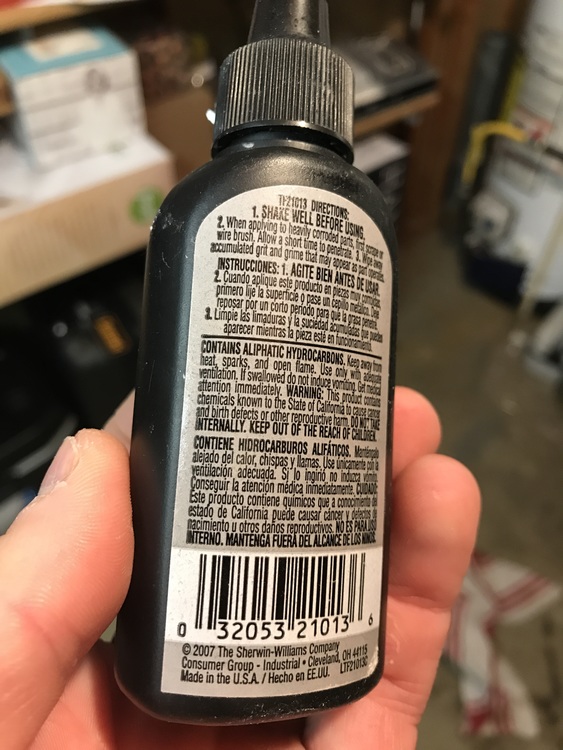 TF21013 DIRECTIONS:
1. SHAKE WELL BEFORE USING.
2. When applying to heavily corroded parts, first
wire brush. Allow a short time to penetrate. 3.
accumulated grit and grime that may appear as part operates.
INSTRUCCIONES: 1. AGITE BIEN ANTES DE USAR.
2. Cuando aplique este producto en piezas muy corroídas,
primero lije la superficie o pase un cepillo metálico. Deje
reposar por un corto periodo para que la grasa penetre.
3. Limpie las limaduras y la suciedad acumuladas que puedan
aparecer mientras la pieza esté en funcionamiento.
CONTAINS ALIPHATIC HYDROCARBONS. Keep away from
heat, sparks, and open flame. Use only with adequate
ventilation. If swallowed do not induce vomiting. Get medical
attention immediately. WARNING: This product contains
chemicals known to the State of California to cause cancer
and birth defects or other reproductive harm. DO NOT TAKE
INTERNALLY. KEEP OUT OF THE REACH OF CHILDREN.
CONTIENE HIDROCARBUROS ALIFÁTICOS. Manténgalo
alejado del calor, chispas y llamas. Use únicamente con la
ventilación adecuada. Si lo ingirió no induzca vómito.
Conseguir la atención médica inmediatamente. CUIDADO:
Este producto contiene químicos que a conocimiento del
estado de California puede causar cáncer y defectos de
nacimiento u otros daños reproductivos. NO ES PARA USO
INTERNO. MANTENGA FUERA DEL ALCANCE DE LOS NIÑOS.
0 32053 21013 6
© 2007 The Sherwin-Williams Company
Consumer Group - Industrial • Cleveland, OH 44115
Made in the U.S.A. / Hecho en EE.UU. LTF21013C